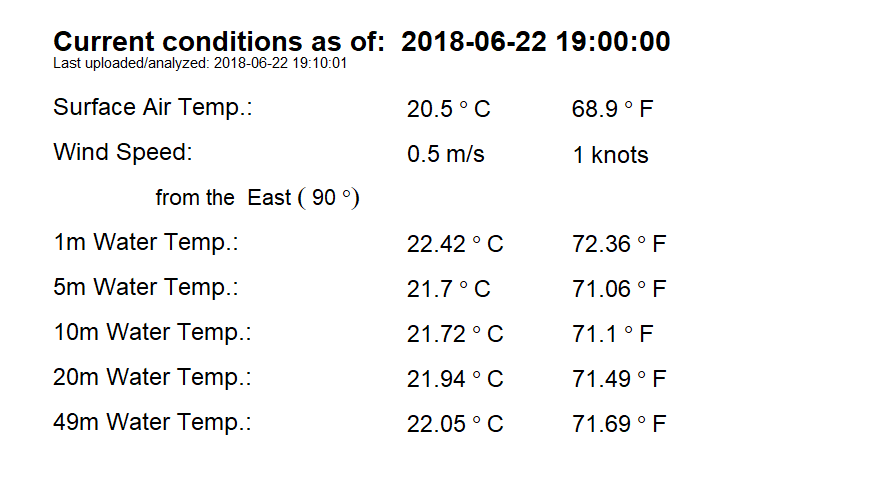 Current conditions as of: 2018-06-22 19:00:00
Last uploaded/analyzed: 2018-06-22 19:10:01
Surface Air Temp.: 20.5 ° C 68.9 ° F
Wind Speed: 0.5 m/s 1 knots
from the East ( 90 °)
1m Water Temp.: 22.42 ° C 72.36 ° F
5m Water Temp.: 21.7 ° C 71.06 ° F
10m Water Temp.: 21.72 ° C 71.1 ° F
20m Water Temp.: 21.94 ° C 71.49 ° F
49m Water Temp.: 22.05 ° C 71.69 ° F